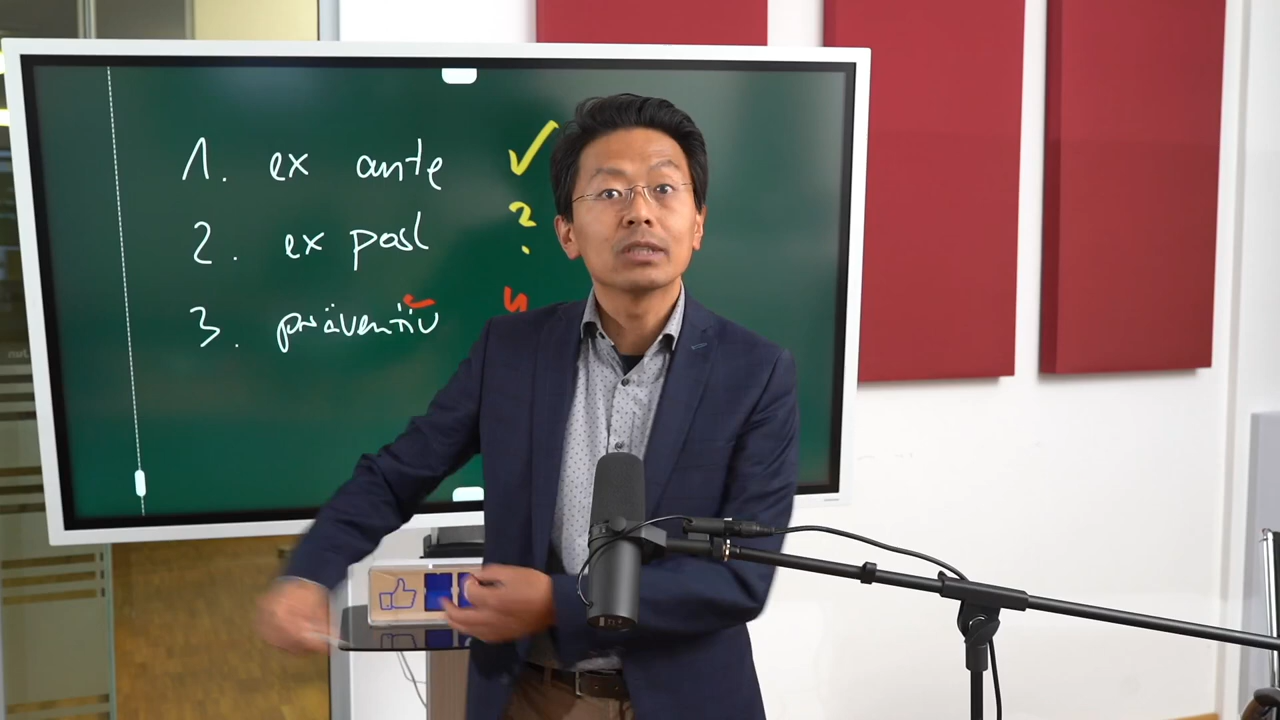 1. ex ante ✓
2. ex post ?
3. präventiv